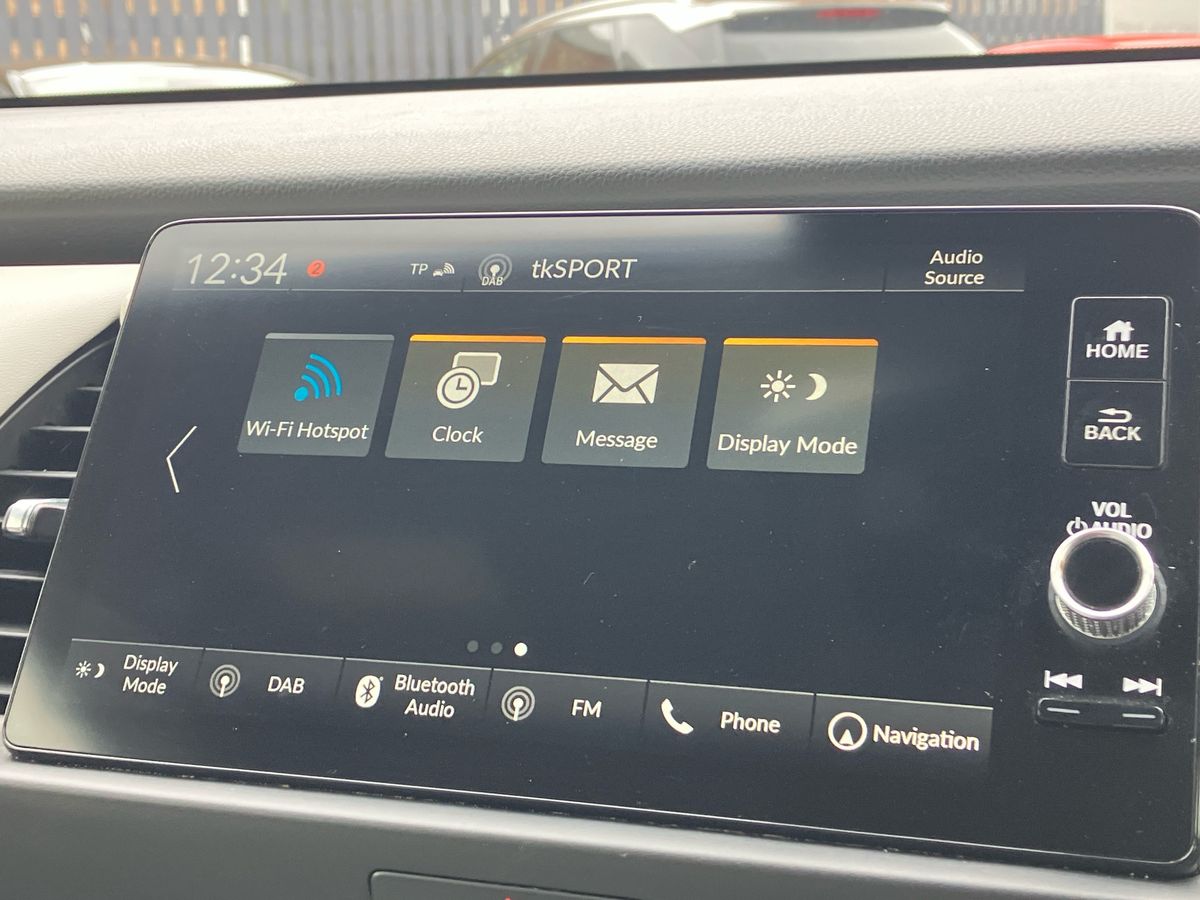 12:34
2
TP
DAB
tkSPORT
Audio
Source
Wi-Fi Hotspot
Clock
Message
Display Mode
HOME
BACK
VOL
AUDIO
Display
Mode
DAB
Bluetooth
Audio
FM
Phone
Navigation